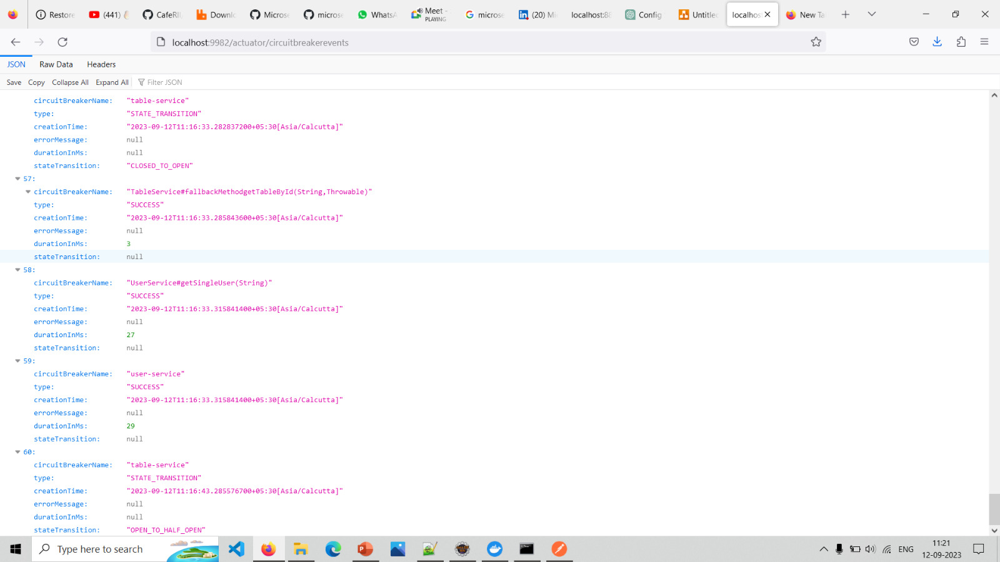 Restore
(441)
CafeRII
Downlo
Microse
microse
WhatsA
Meet -
PLAYING
microse
(20) Mi
localhost:88
Config
Untitled
localhos
New Ta
localhost:9982/actuator/circuitbreakerevents
JSON Raw Data Headers
Save Copy Collapse All Expand All Filter JSON
circuitBreakerName: "table-service"
type: "STATE_TRANSITION"
creationTime: "2023-09-12T11:16:33.282837200+05:30[Asia/Calcutta]"
errorMessage: null
durationInMs: null
stateTransition: "CLOSED_TO_OPEN"
57:
circuitBreakerName: "TableService#fallbackMethodgetTableById(String,Throwable)"
type: "SUCCESS"
creationTime: "2023-09-12T11:16:33.285843600+05:30[Asia/Calcutta]"
errorMessage: null
durationInMs: 3
stateTransition: null
58:
circuitBreakerName: "UserService#getSingleUser(String)"
type: "SUCCESS"
creationTime: "2023-09-12T11:16:33.315841400+05:30[Asia/Calcutta]"
errorMessage: null
durationInMs: 27
stateTransition: null
59:
circuitBreakerName: "user-service"
type: "SUCCESS"
creationTime: "2023-09-12T11:16:33.315841400+05:30[Asia/Calcutta]"
errorMessage: null
durationInMs: 29
stateTransition: null
60:
circuitBreakerName: "table-service"
type: "STATE_TRANSITION"
creationTime: "2023-09-12T11:16:43.285576700+05:30[Asia/Calcutta]"
errorMessage: null
durationInMs: null
stateTransition: "OPEN_TO_HALF_OPEN"
Type here to search
ENG
11:21
12-09-2023